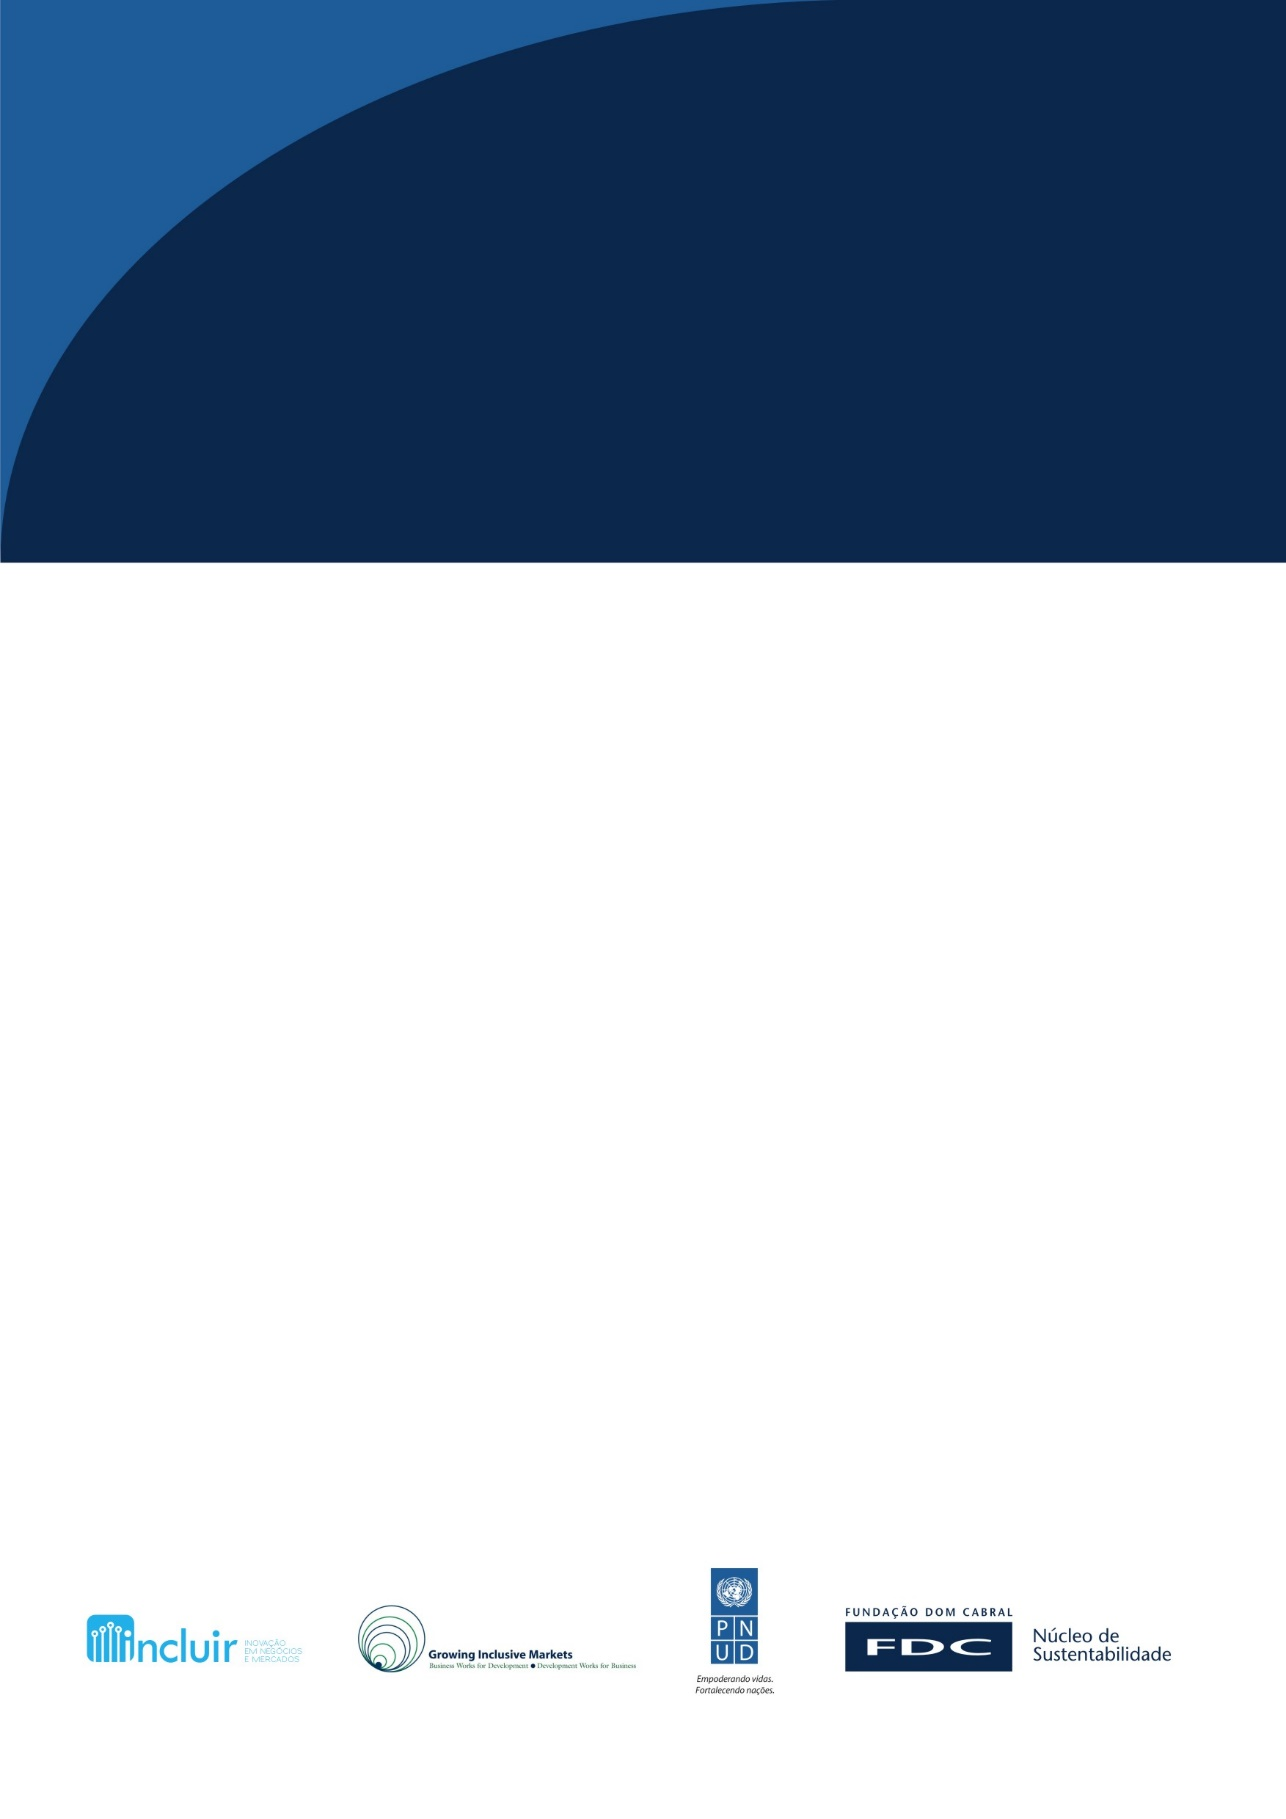 incluir
INOVAÇÃO
EM NEGÓCIOS
E MERCADOS
Growing Inclusive Markets
Business Works for Development ● Development Works for Business
P N
U D
Empoderando vidas.
Fortalecendo nações.
FUNDAÇÃO DOM CABRAL
FDC
Núcleo de
Sustentabilidade